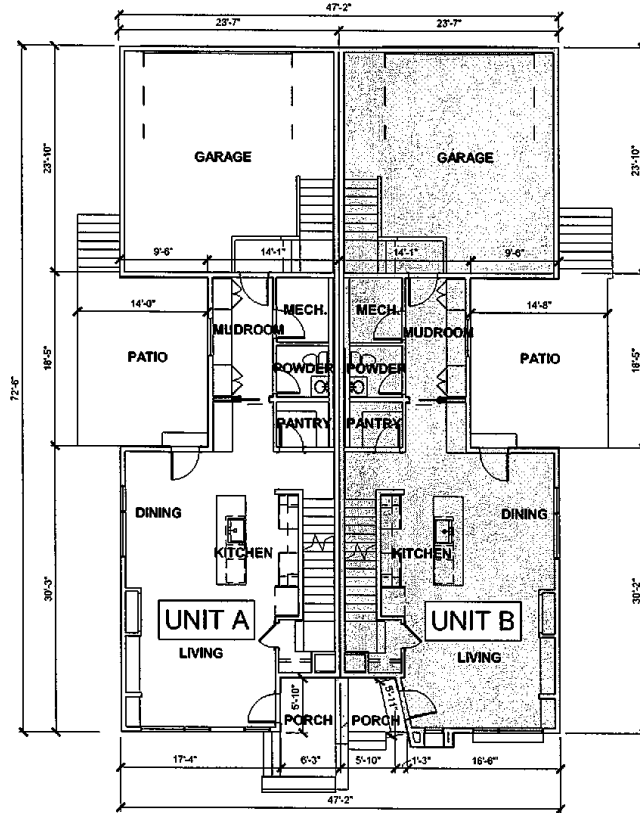 47'-2"
23'-7" 23'-7"
23'-10" GARAGE GARAGE 23'-10"
9'-6" 14'-1" 14'-1" 9'-6"
MECH. MECH.
14'-0" MUDROOM MUDROOM 14'-8"
72'-6" 18'-5" PATIO POWDER POWDER PATIO 18'-5"
PANTRY PANTRY
DINING DINING
KITCHEN KITCHEN
30'-3" UNIT A UNIT B 30'-2"
LIVING LIVING
5'-10" 5'-11"
PORCH PORCH
17'-4" 6'-3" 5'-10" 1'-3" 16'-6"
47'-2"